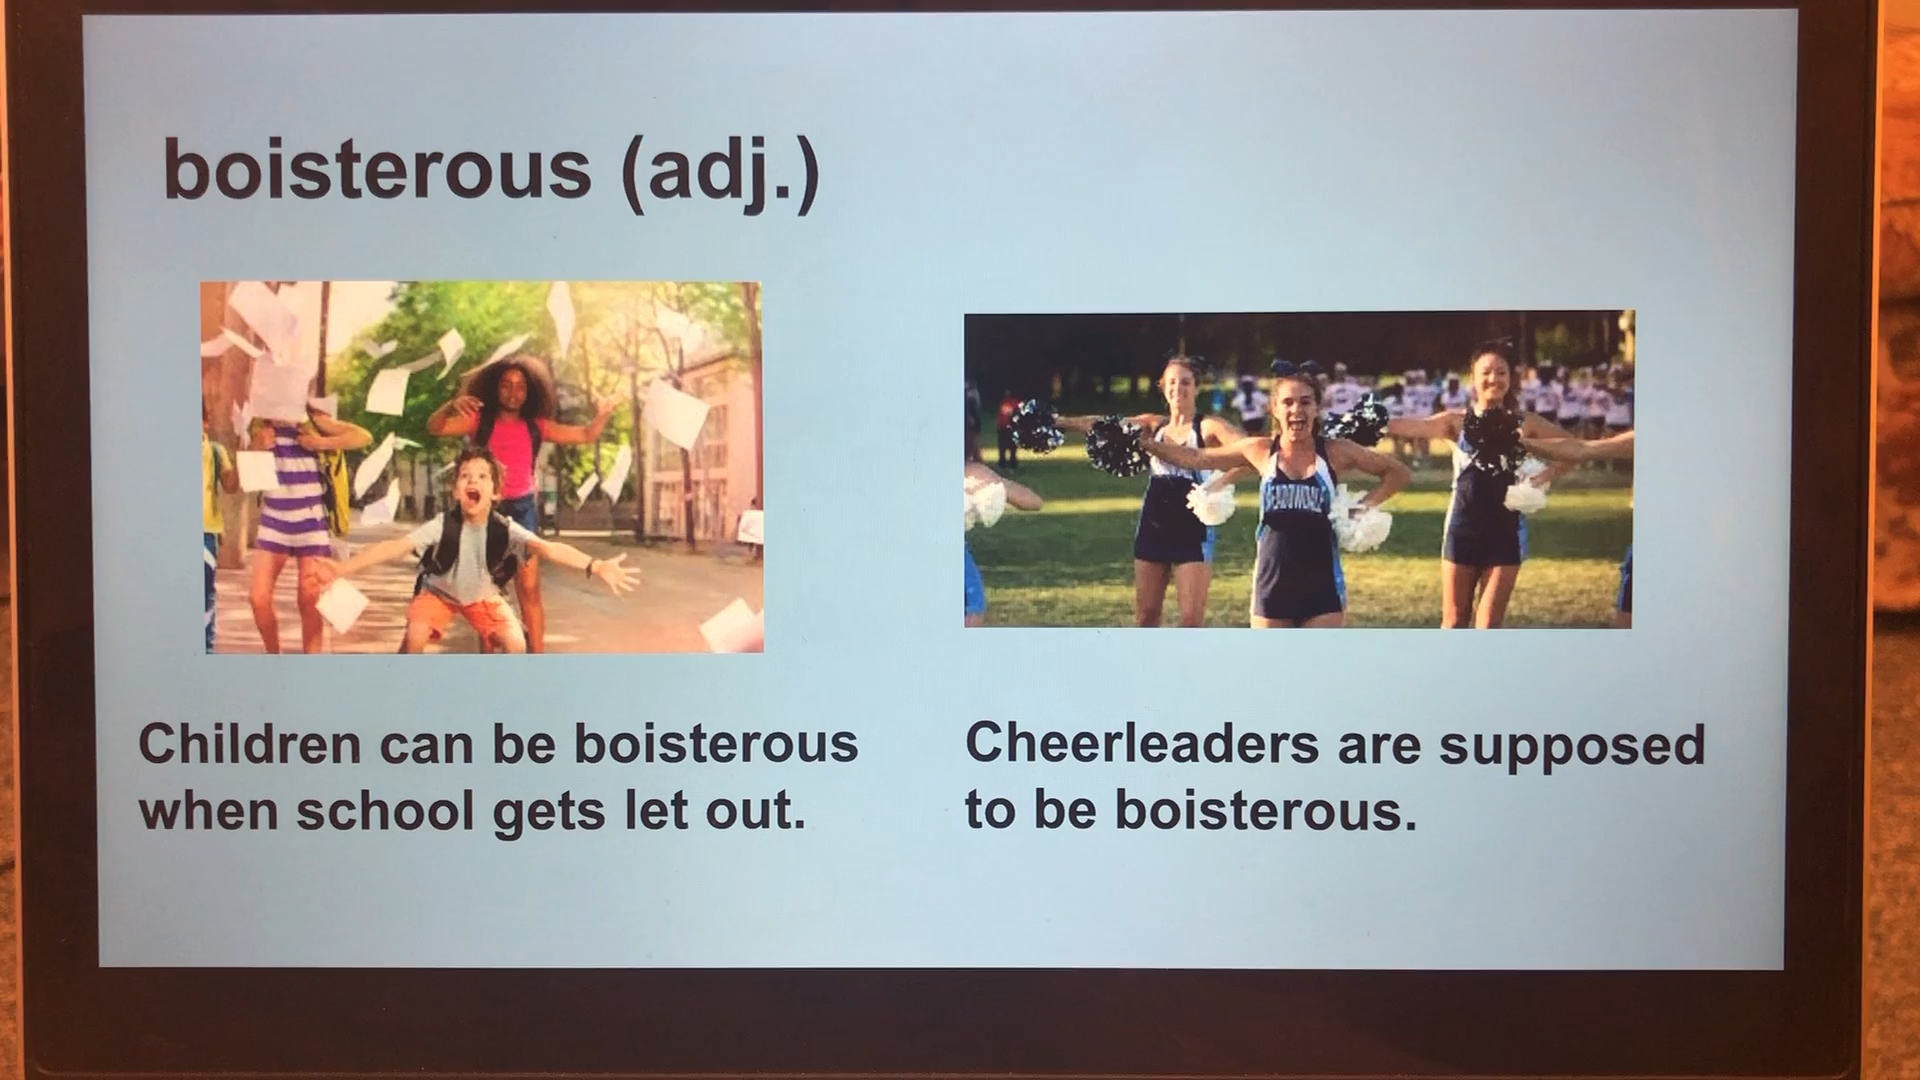 boisterous (adj.)
Children can be boisterous
when school gets let out.
Cheerleaders are supposed
to be boisterous.